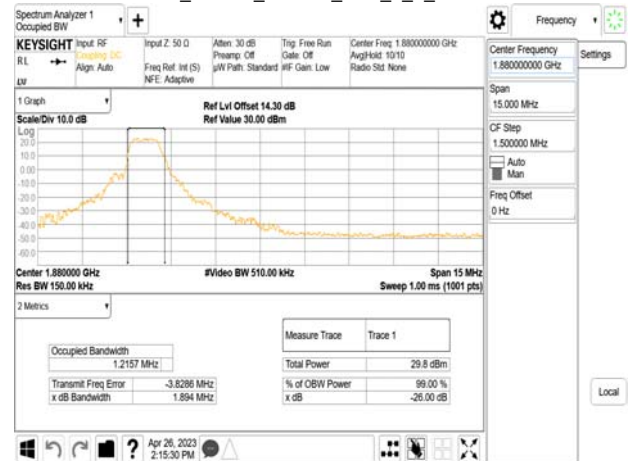 Spectrum Analyzer 1
Occupied BW
+
Frequency
KEYSIGHT
RL
LVI
Input: RF
Coupling: DC
Align: Auto
Input Z: 50 Ω
Freq Ref: Int (S)
NFE: Adaptive
Atten: 30 dB
Preamp: Off
µW Path: Standard
Trig: Free Run
Gate: Off
#IF Gain: Low
Center Freq: 1.880000000 GHz
Avg|Hold: 10/10
Radio Std: None
Center Frequency
1.880000000 GHz
Settings
Span
15.000 MHz
CF Step
1.500000 MHz
Auto
Man
Freq Offset
0 Hz
Local
1 Graph
Scale/Div 10.0 dB
Ref Lvl Offset 14.30 dB
Ref Value 30.00 dBm
Log
20.0
10.0
0.00
-10.0
-20.0
-30.0
-40.0
-50.0
-60.0
Center 1.880000 GHz
Res BW 150.00 kHz
#Video BW 510.00 kHz
Span 15 MHz
Sweep 1.00 ms (1001 pts)
2 Metrics
Measure Trace Trace 1
Occupied Bandwidth
1.2157 MHz
Total Power 29.8 dBm
Transmit Freq Error -3.8286 MHz
% of OBW Power 99.00 %
x dB Bandwidth 1.894 MHz
x dB -26.00 dB
?
Apr 26, 2023
2:15:30 PM